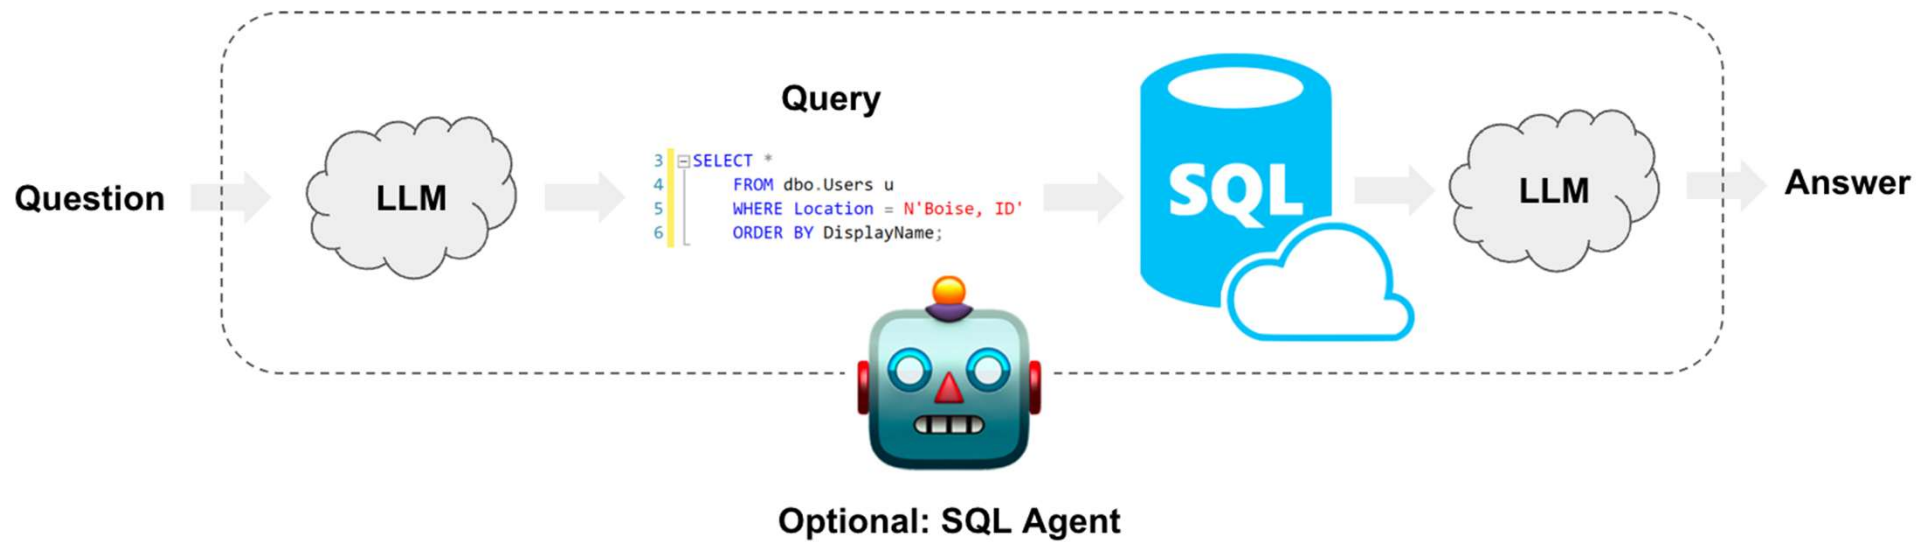 Question
LLM
Query
3 SELECT *
4 FROM dbo.Users u
5 WHERE Location = N'Boise, ID'
6 ORDER BY DisplayName;
SQL
LLM
Answer
Optional: SQL Agent